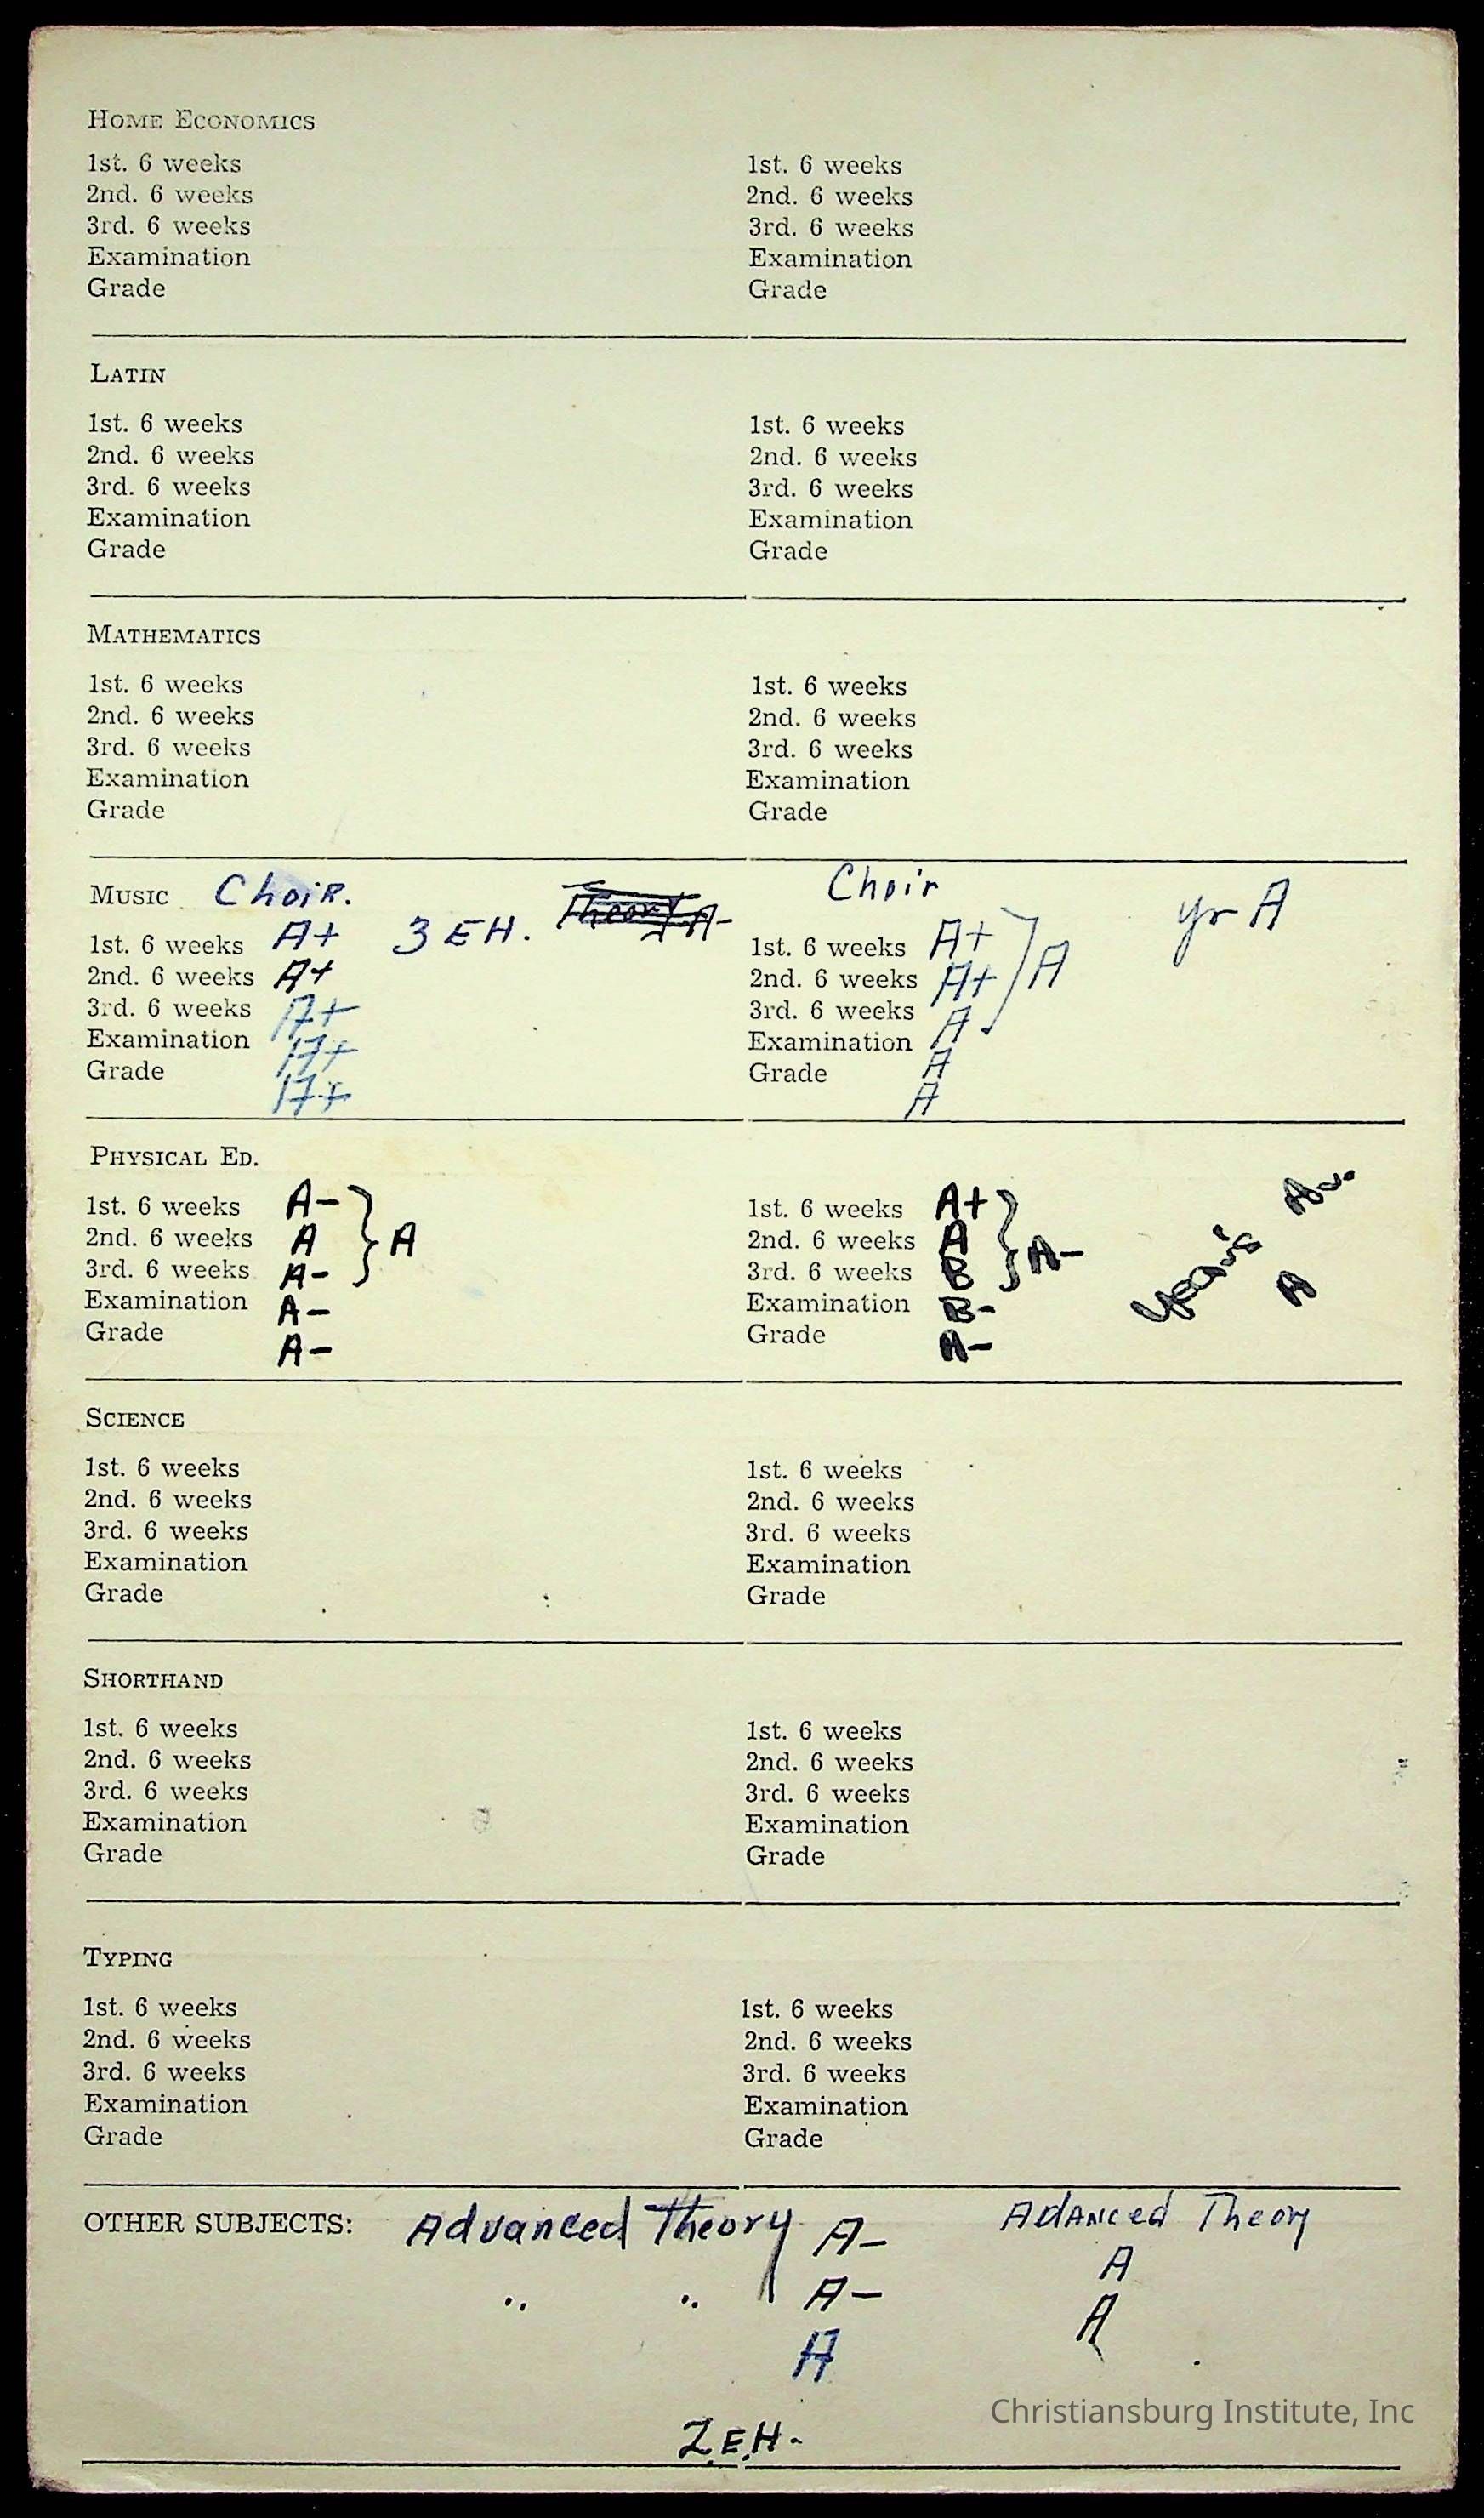 HOME ECONOMICS
1st. 6 weeks 1st. 6 weeks
2nd. 6 weeks 2nd. 6 weeks
3rd. 6 weeks 3rd. 6 weeks
Examination Examination
Grade Grade
LATIN
1st. 6 weeks 1st. 6 weeks
2nd. 6 weeks 2nd. 6 weeks
3rd. 6 weeks 3rd. 6 weeks
Examination Examination
Grade Grade
MATHEMATICS
1st. 6 weeks 1st. 6 weeks
2nd. 6 weeks 2nd. 6 weeks
3rd. 6 weeks 3rd. 6 weeks
Examination Examination
Grade Grade
MUSIC Choir. Theory A- Choir
1st. 6 weeks A+ 3 EH. 1st. 6 weeks A+ yr A
2nd. 6 weeks A+ 2nd. 6 weeks A+ } A
3rd. 6 weeks A+ 3rd. 6 weeks A
Examination A+ Examination A
Grade A+ Grade A
PHYSICAL ED.
1st. 6 weeks A- 1st. 6 weeks A+
2nd. 6 weeks A } A 2nd. 6 weeks A } A-
3rd. 6 weeks A- 3rd. 6 weeks B A
Examination A- Examination B-
Grade A- Grade A-
SCIENCE
1st. 6 weeks 1st. 6 weeks
2nd. 6 weeks 2nd. 6 weeks
3rd. 6 weeks 3rd. 6 weeks
Examination Examination
Grade Grade
SHORTHAND
1st. 6 weeks 1st. 6 weeks
2nd. 6 weeks 2nd. 6 weeks
3rd. 6 weeks 3rd. 6 weeks
Examination Examination
Grade Grade
TYPING
1st. 6 weeks 1st. 6 weeks
2nd. 6 weeks 2nd. 6 weeks
3rd. 6 weeks 3rd. 6 weeks
Examination Examination
Grade Grade
OTHER SUBJECTS: Advanced Theory A- Adanced Theory
" " A- A
A A
Christiansburg Institute, Inc
Z.E.H.